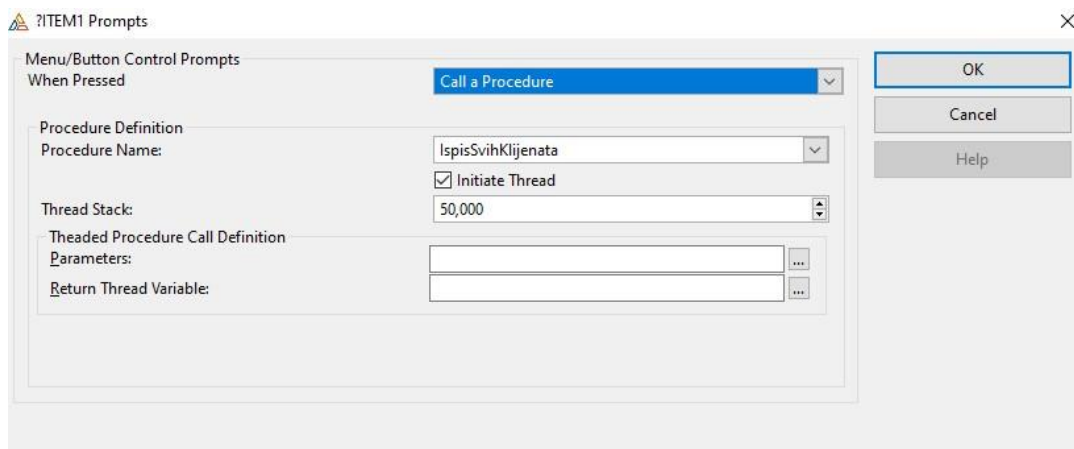 ?ITEM1 Prompts
Menu/Button Control Prompts
When Pressed
Call a Procedure
OK
Cancel
Help
Procedure Definition
Procedure Name:
IspisSvihKlijenata
Initiate Thread
Thread Stack:
50,000
Theaded Procedure Call Definition
Parameters:
...
Return Thread Variable:
...